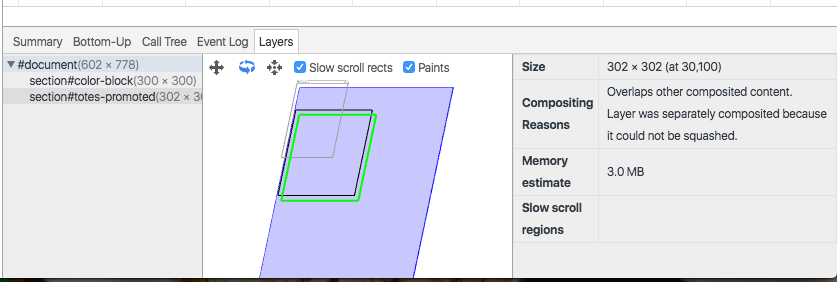 Summary Bottom-Up Call Tree Event Log Layers
#document(602 × 778)
section#color-block(300 × 300)
section#totes-promoted(302 × 30
Slow scroll rects Paints
Size 302 × 302 (at 30,100)
Compositing Reasons Overlaps other composited content.
Layer was separately composited because
it could not be squashed.
Memory estimate 3.0 MB
Slow scroll regions